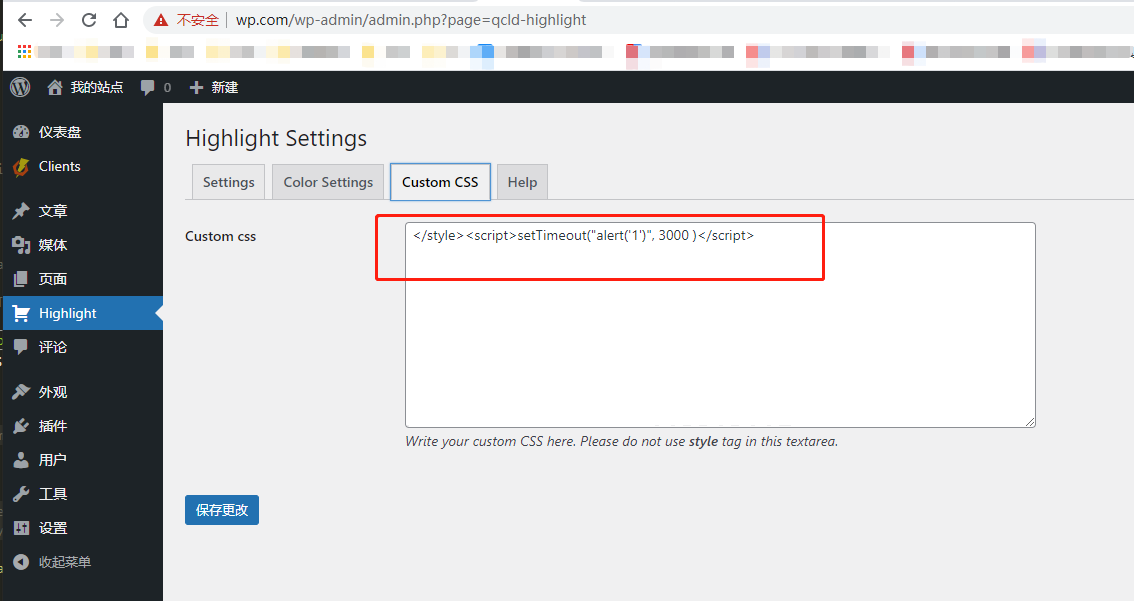 不安全 wp.com/wp-admin/admin.php?page=qcld-highlight
我的站点 0 新建
仪表盘
Clients
文章
媒体
页面
Highlight
评论
外观
插件
用户
工具
设置
收起菜单
Highlight Settings
Settings Color Settings Custom CSS Help
Custom css
</style><script>setTimeout("alert('1')", 3000 )</script>
Write your custom CSS here. Please do not use style tag in this textarea.
保存更改